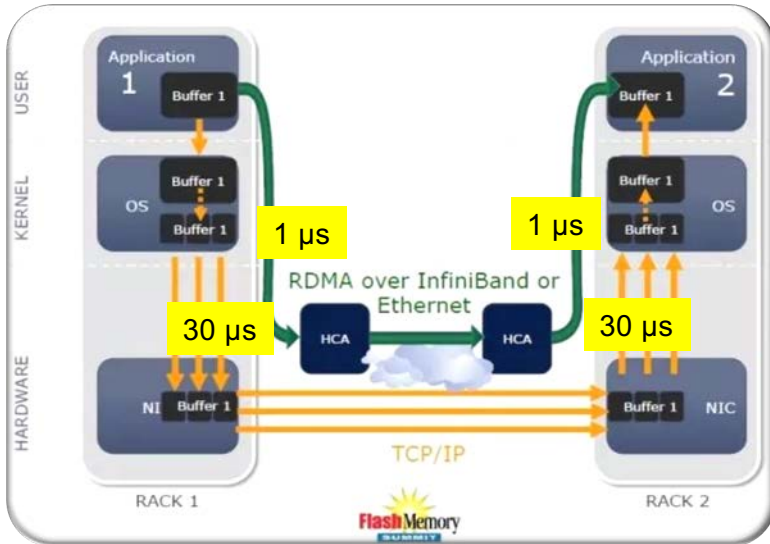 USER
KERNEL
HARDWARE
Application
1
Buffer 1
OS
Buffer 1
Buffer 1
1 µs
30 µs
NI
Buffer 1
RACK 1
RDMA over InfiniBand or
Ethernet
HCA
HCA
TCP/IP
Application
2
Buffer 1
Buffer 1
OS
Buffer 1
1 µs
30 µs
Buffer 1
NIC
RACK 2
FlashMemory
SUMMIT